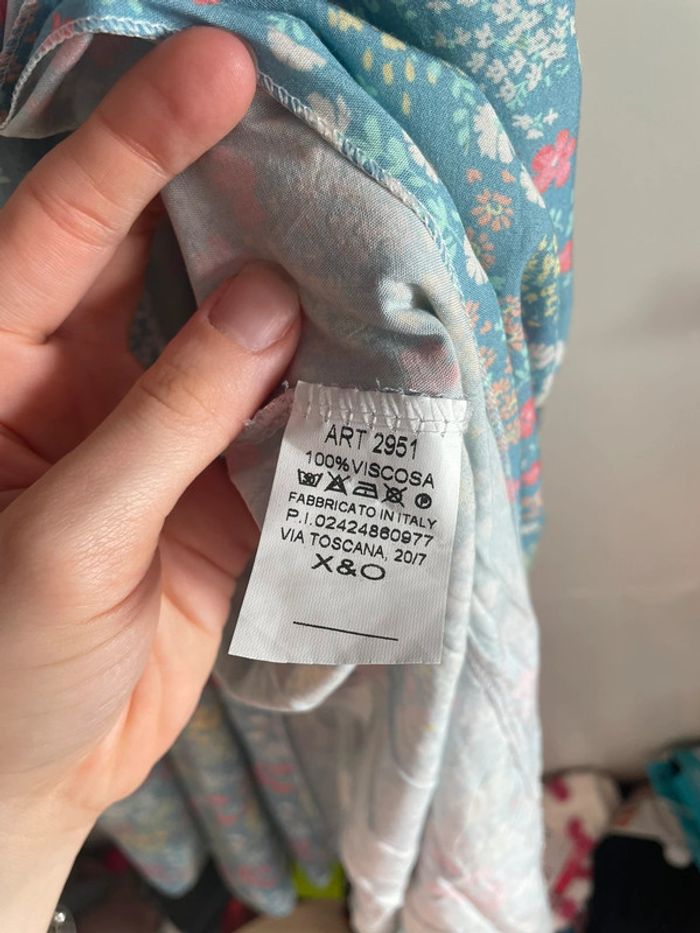 ART 2951
100%VISCOSA
FABBRICATO IN ITALY
P.I.02424860977
VIA TOSCANA, 20/7
X&O